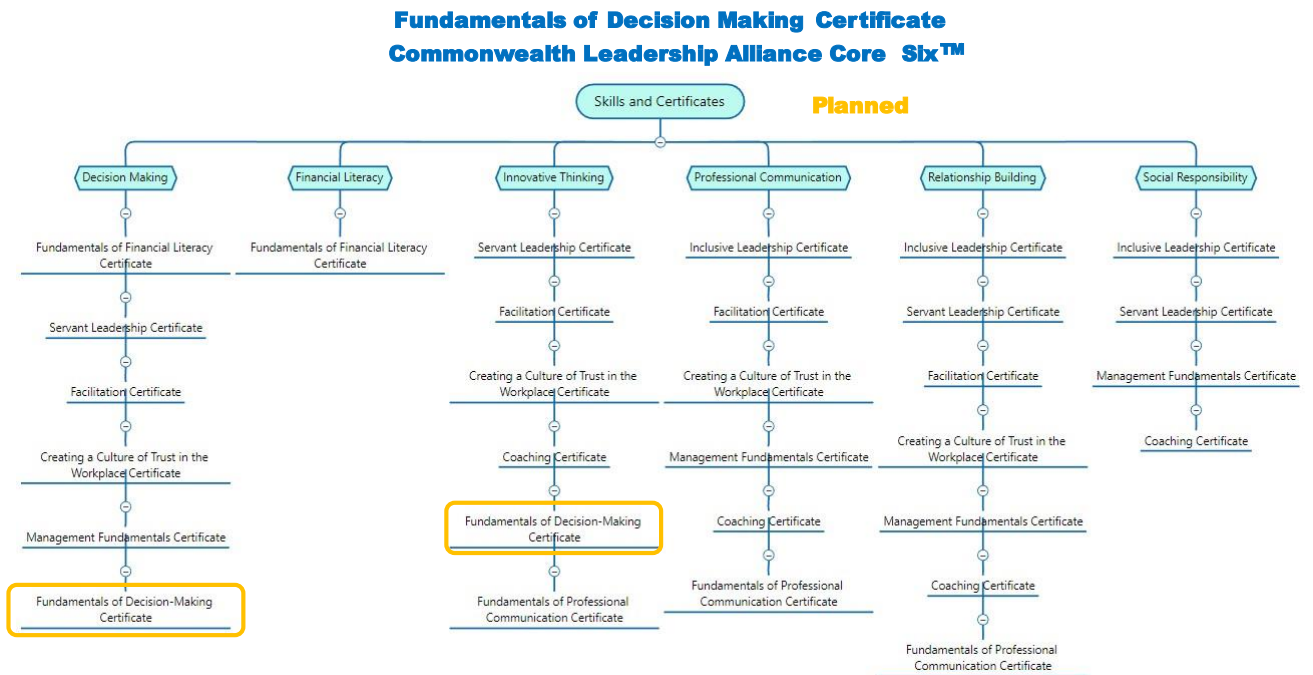 Fundamentals of Decision Making Certificate
Commonwealth Leadership Alliance Core Six™
Skills and Certificates
Planned
Decision Making
Financial Literacy
Innovative Thinking
Professional Communication
Relationship Building
Social Responsibility
Fundamentals of Financial Literacy
Certificate
Servant Leadership Certificate
Facilitation Certificate
Creating a Culture of Trust in the
Workplace Certificate
Management Fundamentals Certificate
Fundamentals of Decision-Making
Certificate
Fundamentals of Financial Literacy
Certificate
Servant Leadership Certificate
Facilitation Certificate
Creating a Culture of Trust in the
Workplace Certificate
Coaching Certificate
Fundamentals of Decision-Making
Certificate
Fundamentals of Professional
Communication Certificate
Inclusive Leadership Certificate
Facilitation Certificate
Creating a Culture of Trust in the
Workplace Certificate
Management Fundamentals Certificate
Coaching Certificate
Fundamentals of Professional
Communication Certificate
Inclusive Leadership Certificate
Servant Leadership Certificate
Facilitation Certificate
Creating a Culture of Trust in the
Workplace Certificate
Management Fundamentals Certificate
Coaching Certificate
Fundamentals of Professional
Communication Certificate
Inclusive Leadership Certificate
Servant Leadership Certificate
Management Fundamentals Certificate
Coaching Certificate